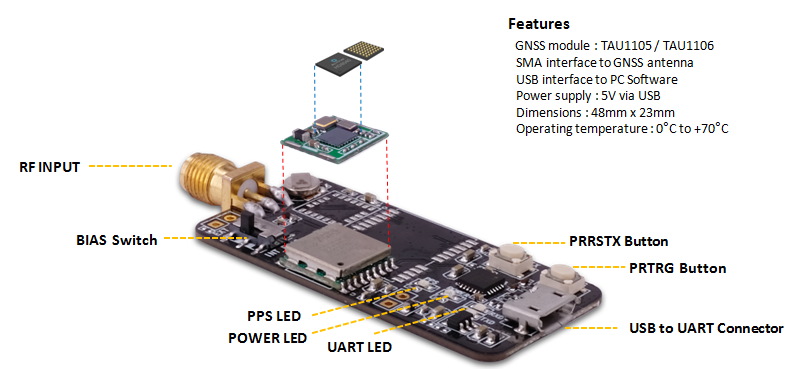 Features
GNSS module : TAU1105 / TAU1106
SMA interface to GNSS antenna
USB interface to PC Software
Power supply : 5V via USB
Dimensions : 48mm x 23mm
Operating temperature : 0°C to +70°C
RF INPUT
BIAS Switch
PRRSTX Button
PRTRG Button
PPS LED
POWER LED
UART LED
USB to UART Connector